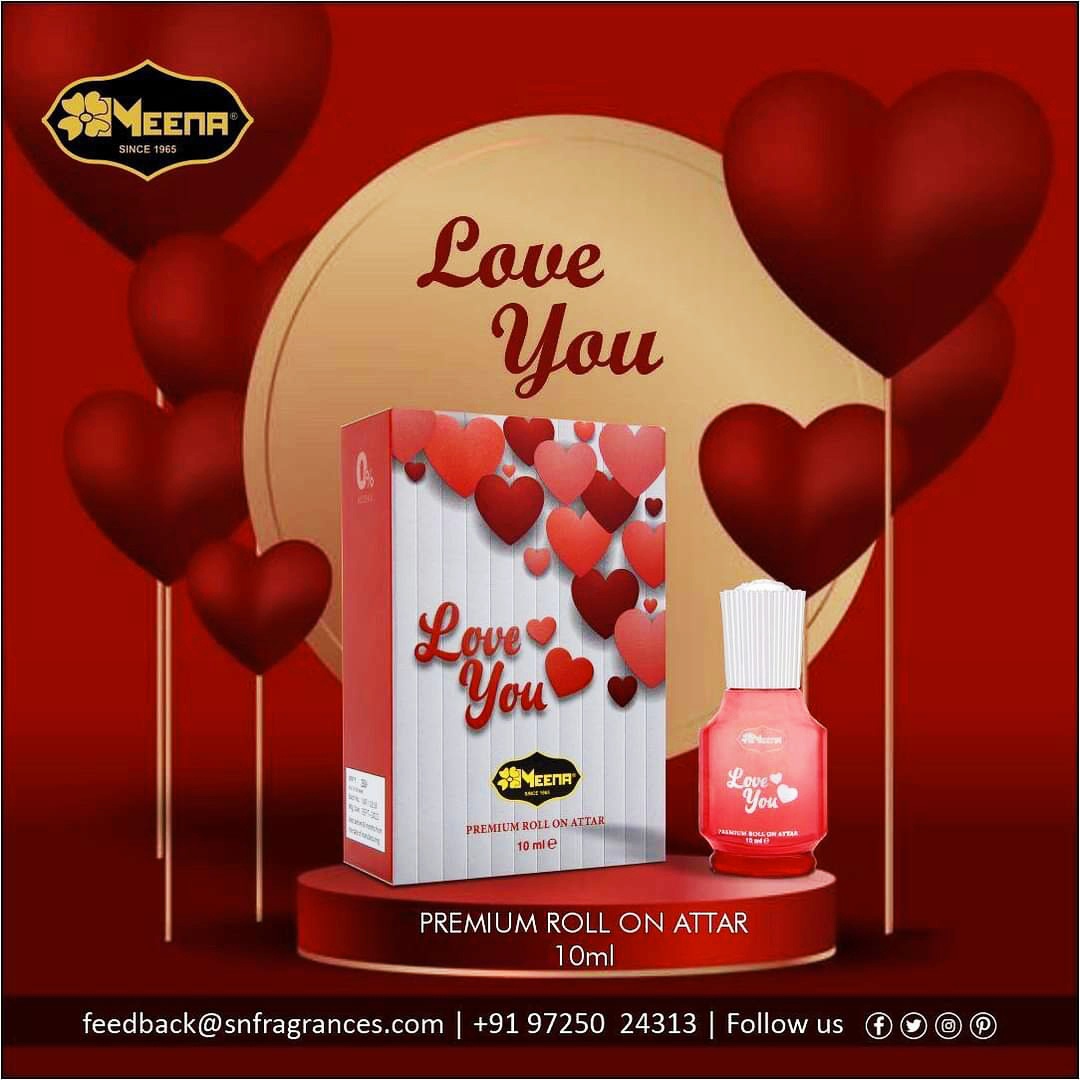 MEENA®
SINCE 1965
Love
You
0%
Love
You
MEENA®
SINCE 1965
PREMIUM ROLL ON ATTAR
10 ml e
MEENA
Love
You
PREMIUM ROLL ON ATTAR
10 ml e
PREMIUM ROLL ON ATTAR
10ml
feedback@snfragrances.com | +91 97250 24313 | Follow us